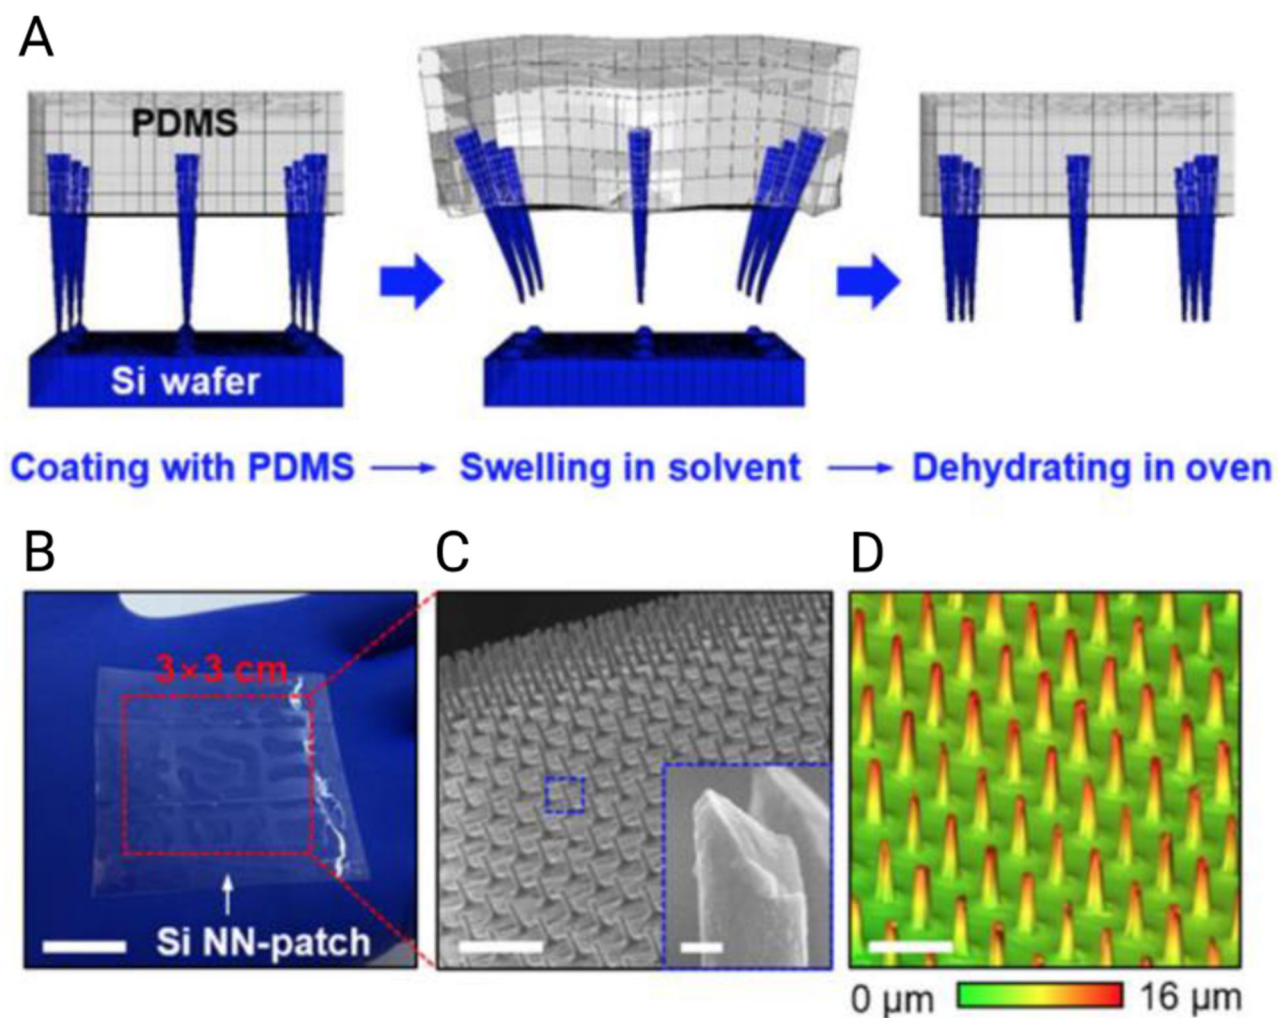 A
PDMS
Si wafer
Coating with PDMS → Swelling in solvent → Dehydrating in oven
B
C
D
3×3 cm
Si NN-patch
0 μm
16 μm